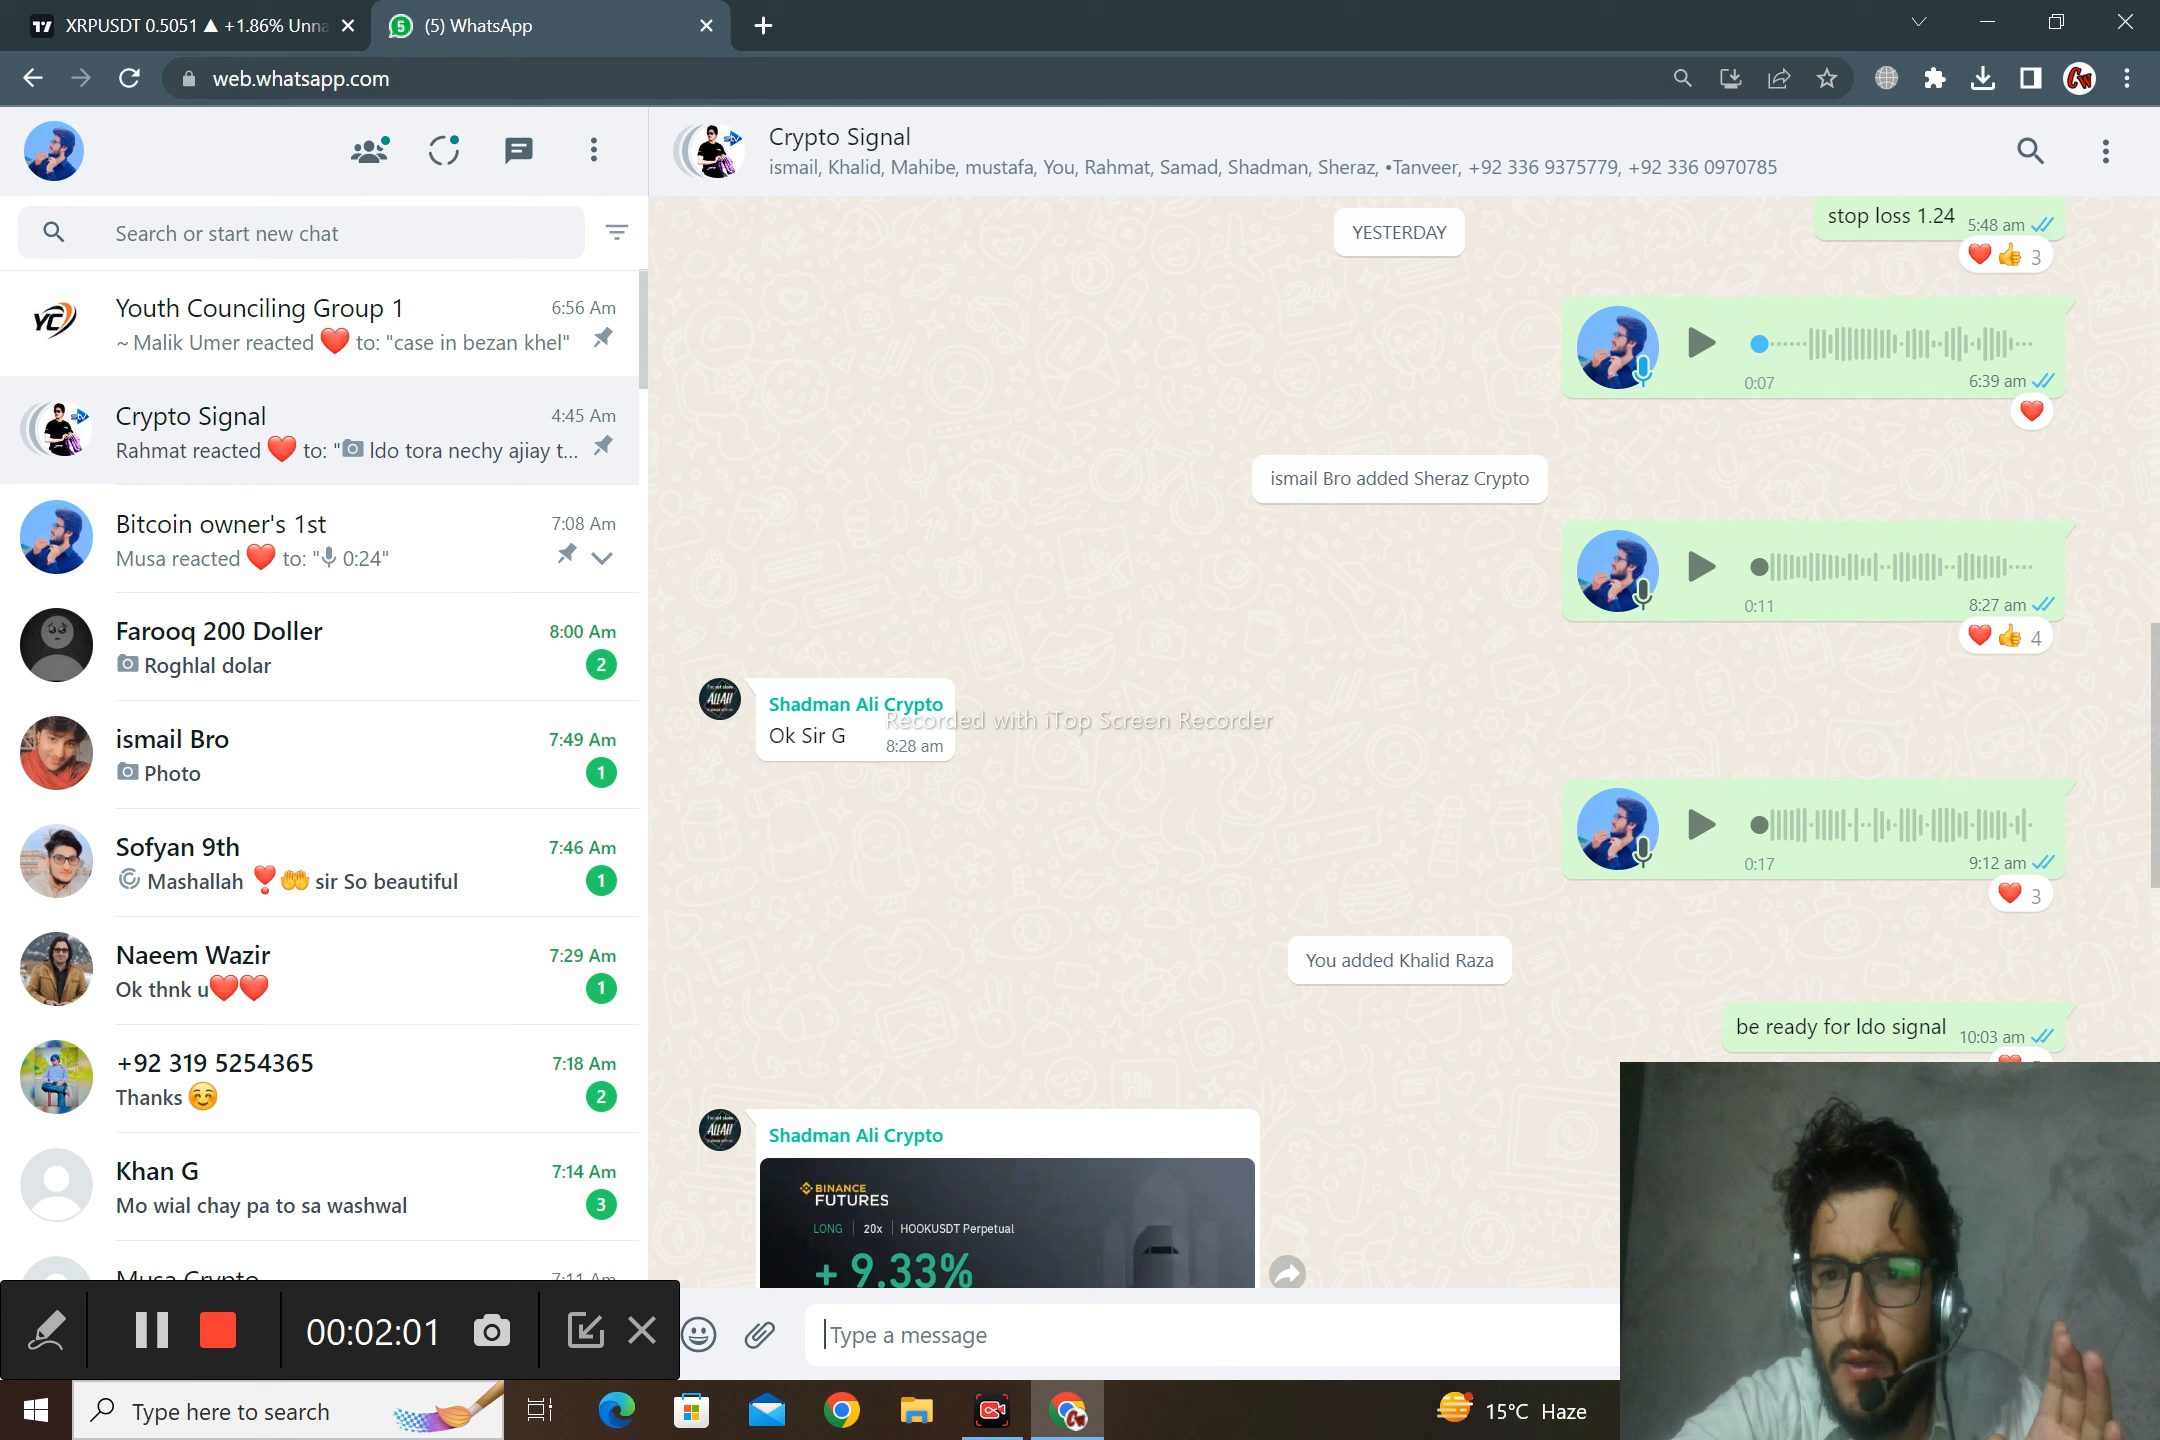 XRPUSDT 0.5051 ▲ +1.86% Unna
(5) WhatsApp
web.whatsapp.com
Crypto Signal
ismail, Khalid, Mahibe, mustafa, You, Rahmat, Samad, Shadman, Sheraz, •Tanveer, +92 336 9375779, +92 336 0970785
Search or start new chat
Youth Counciling Group 1
6:56 Am
~ Malik Umer reacted ❤️ to: "case in bezan khel"
Crypto Signal
4:45 Am
Rahmat reacted ❤️ to: "📷 ldo tora nechy ajiay t...
Bitcoin owner's 1st
7:08 Am
Musa reacted ❤️ to: "🎤 0:24"
Farooq 200 Doller
8:00 Am
Roghlal dolar
2
ismail Bro
7:49 Am
Photo
1
Sofyan 9th
7:46 Am
Mashallah ❣️🤲 sir So beautiful
1
Naeem Wazir
7:29 Am
Ok thnk u❤️❤️
1
+92 319 5254365
7:18 Am
Thanks ☺️
2
Khan G
7:14 Am
Mo wial chay pa to sa washwal
3
Musa Crypto
7:11 Am
YESTERDAY
stop loss 1.24
5:48 am
❤️👍 3
0:07
6:39 am
❤️
ismail Bro added Sheraz Crypto
0:11
8:27 am
❤️👍 4
Shadman Ali Crypto
Ok Sir G
8:28 am
Recorded with iTop Screen Recorder
0:17
9:12 am
❤️ 3
You added Khalid Raza
be ready for ldo signal
10:03 am
Shadman Ali Crypto
BINANCE
FUTURES
LONG | 20x | HOOKUSDT Perpetual
+ 9.33%
Type a message
00:02:01
Type here to search
15°C Haze